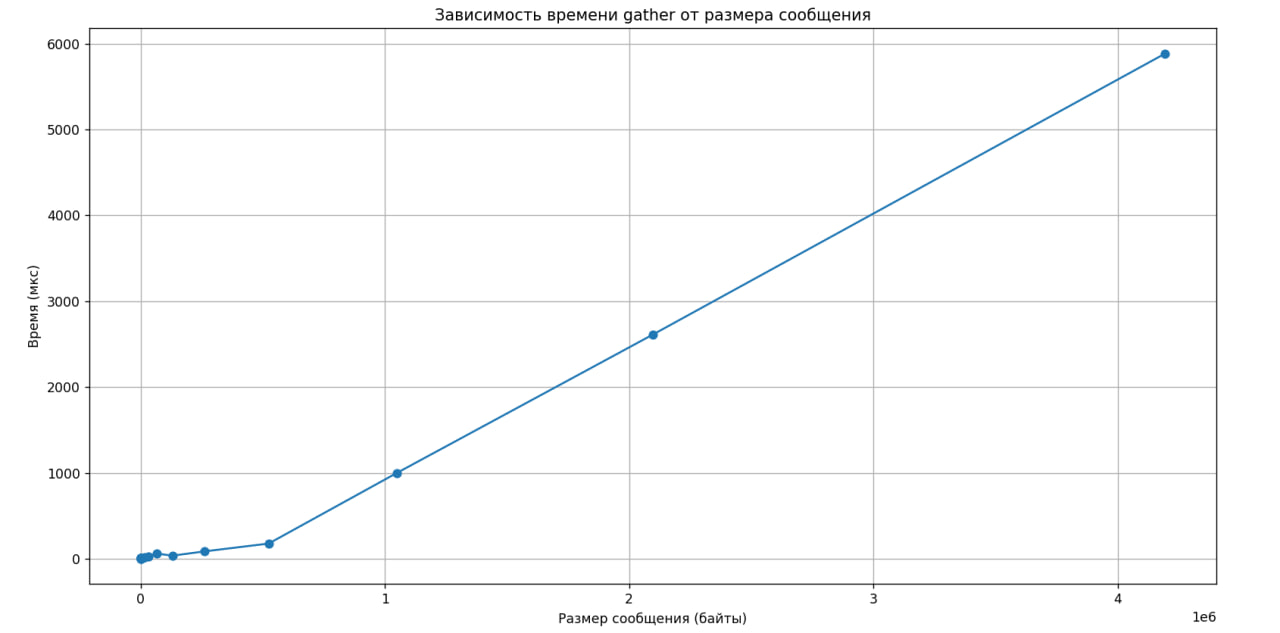 Зависимость времени gather от размера сообщения
6000
5000
4000
3000
2000
1000
0
Время (мкс)
0 1 2 3 4
1e6
Размер сообщения (байты)